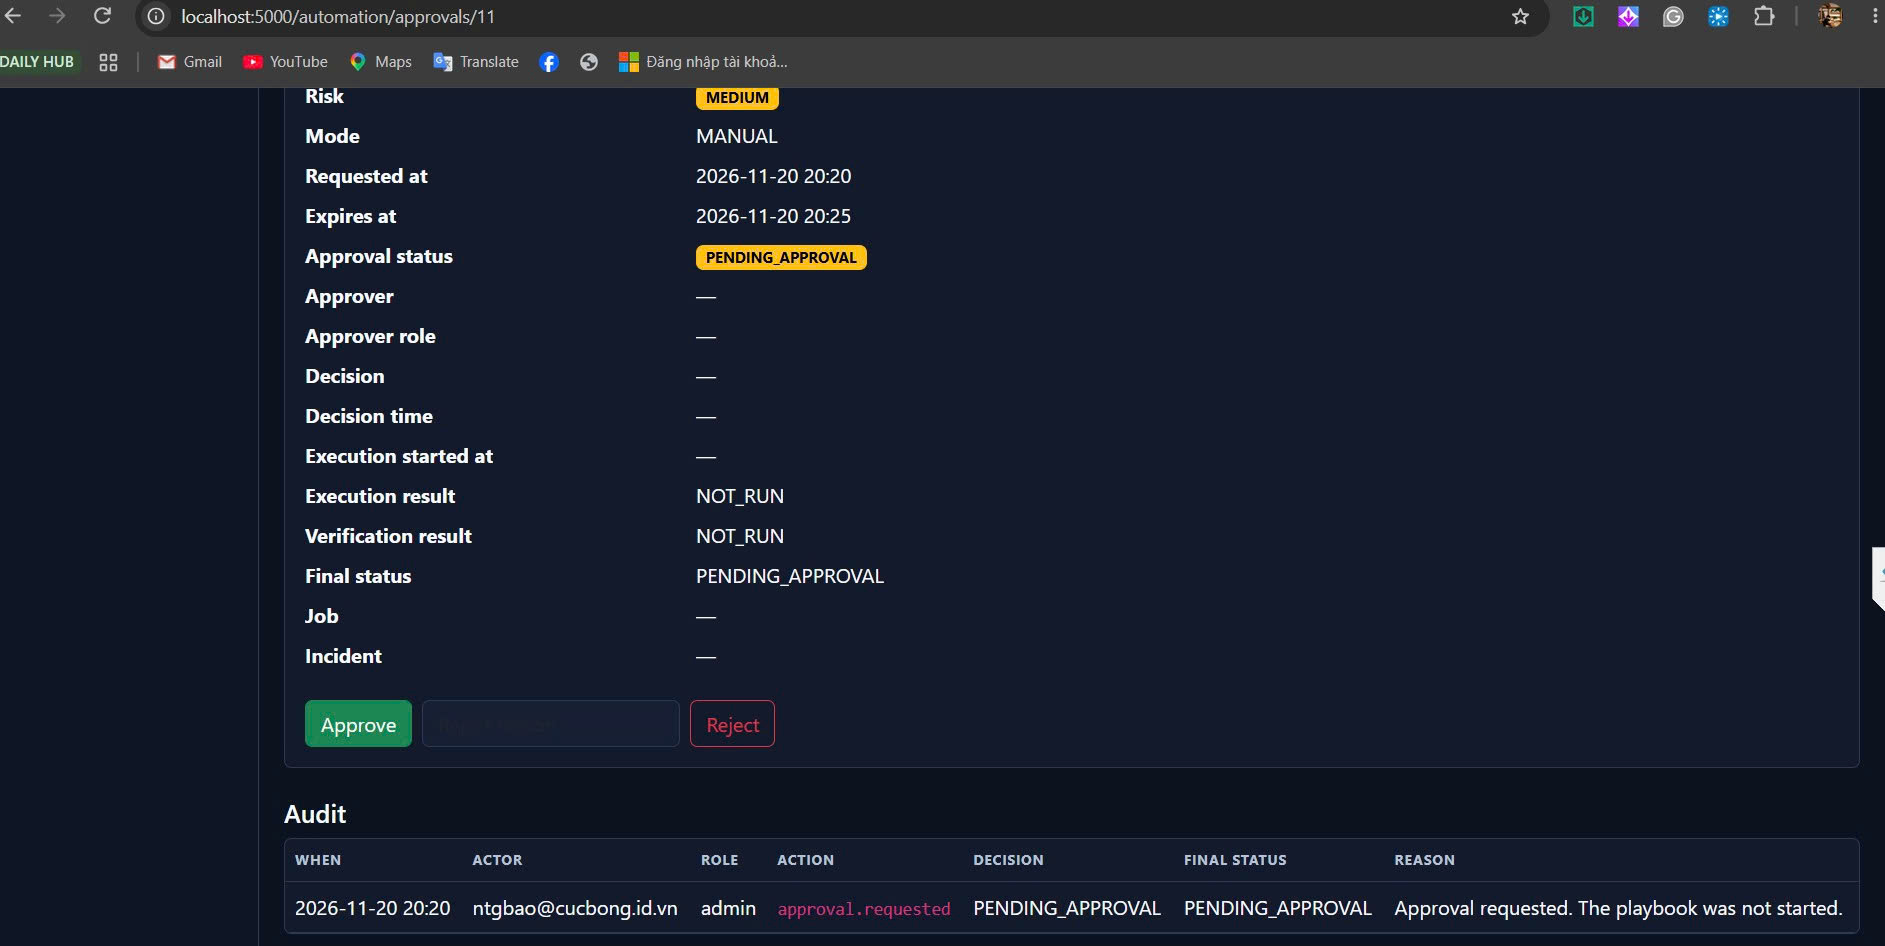 localhost:5000/automation/approvals/11
DAILY HUB Gmail YouTube Maps Translate Đăng nhập tài khoả...
Risk MEDIUM
Mode MANUAL
Requested at 2026-11-20 20:20
Expires at 2026-11-20 20:25
Approval status PENDING_APPROVAL
Approver —
Approver role —
Decision —
Decision time —
Execution started at —
Execution result NOT_RUN
Verification result NOT_RUN
Final status PENDING_APPROVAL
Job —
Incident —
Approve Reject
Audit
WHEN ACTOR ROLE ACTION DECISION FINAL STATUS REASON
2026-11-20 20:20 ntgbao@cucbong.id.vn admin approval.requested PENDING_APPROVAL PENDING_APPROVAL Approval requested. The playbook was not started.